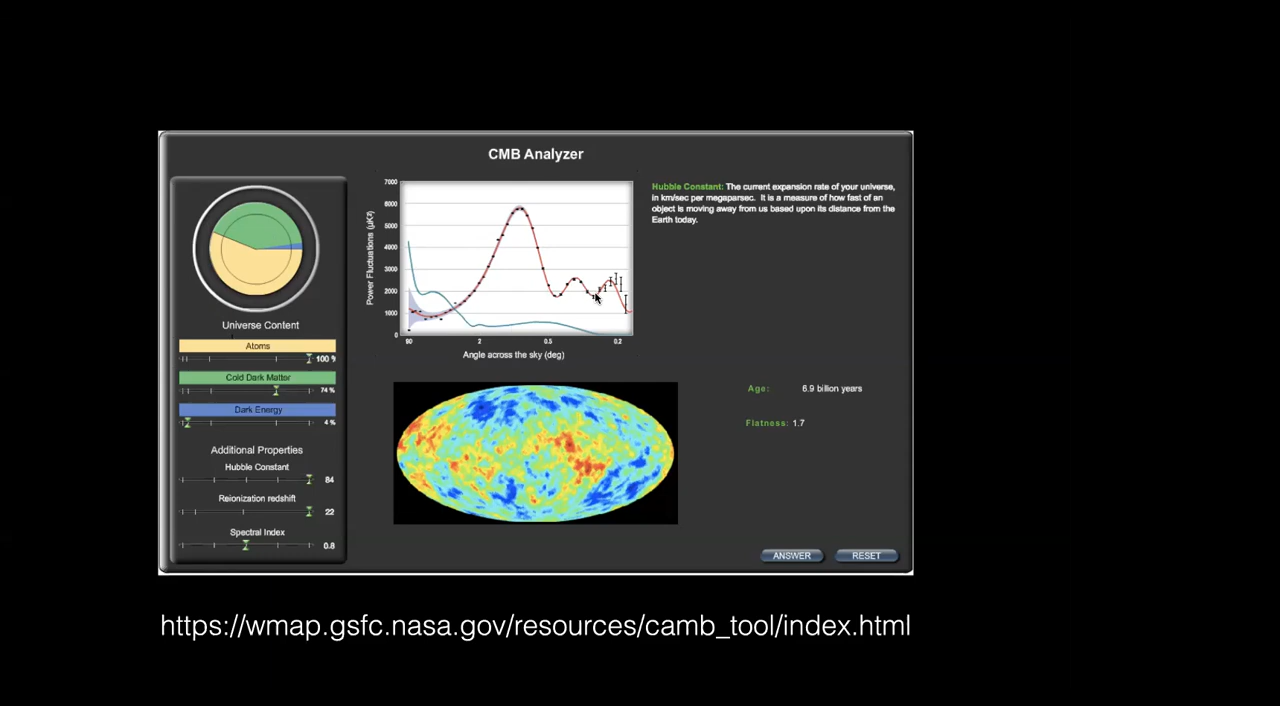 CMB Analyzer
Universe Content
Atoms
100 %
Cold Dark Matter
74 %
Dark Energy
4 %
Additional Properties
Hubble Constant
84
Reionization redshift
22
Spectral Index
0.8
Power Fluctuations (μK²)
7000
6000
5000
4000
3000
2000
1000
0
90 2 0.5 0.2
Angle across the sky (deg)
Hubble Constant: The current expansion rate of your universe,
in km/sec per megaparsec. It is a measure of how fast of an
object is moving away from us based upon its distance from the
Earth today.
Age: 6.9 billion years
Flatness: 1.7
ANSWER RESET
https://wmap.gsfc.nasa.gov/resources/camb_tool/index.html